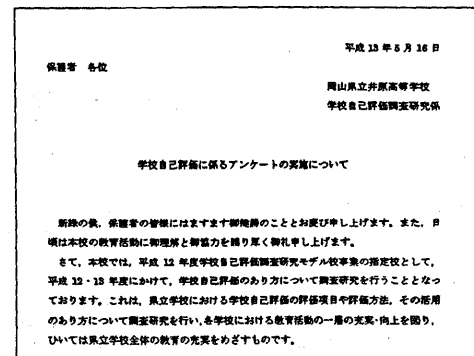 平成13年5月16日
保護者 各位
岡山県立井原高等学校
学校自己評価調査研究係
学校自己評価に係るアンケートの実施について
新緑の候，保護者の皆様にはますます御健勝のこととお慶び申し上げます。また，日
頃は本校の教育活動に御理解と御協力を賜り厚く御礼申し上げます。
さて，本校では，平成12年度学校自己評価調査研究モデル校事業の指定校として，
平成12・13年度にかけて，学校自己評価のあり方について調査研究を行うこととなっ
ております。これは，県立学校における学校自己評価の評価項目や評価方法，その活用
のあり方について調査研究を行い，各学校における教育活動の一層の充実・向上を図り，
ひいては県立学校全体の教育の充実をめざすものです。